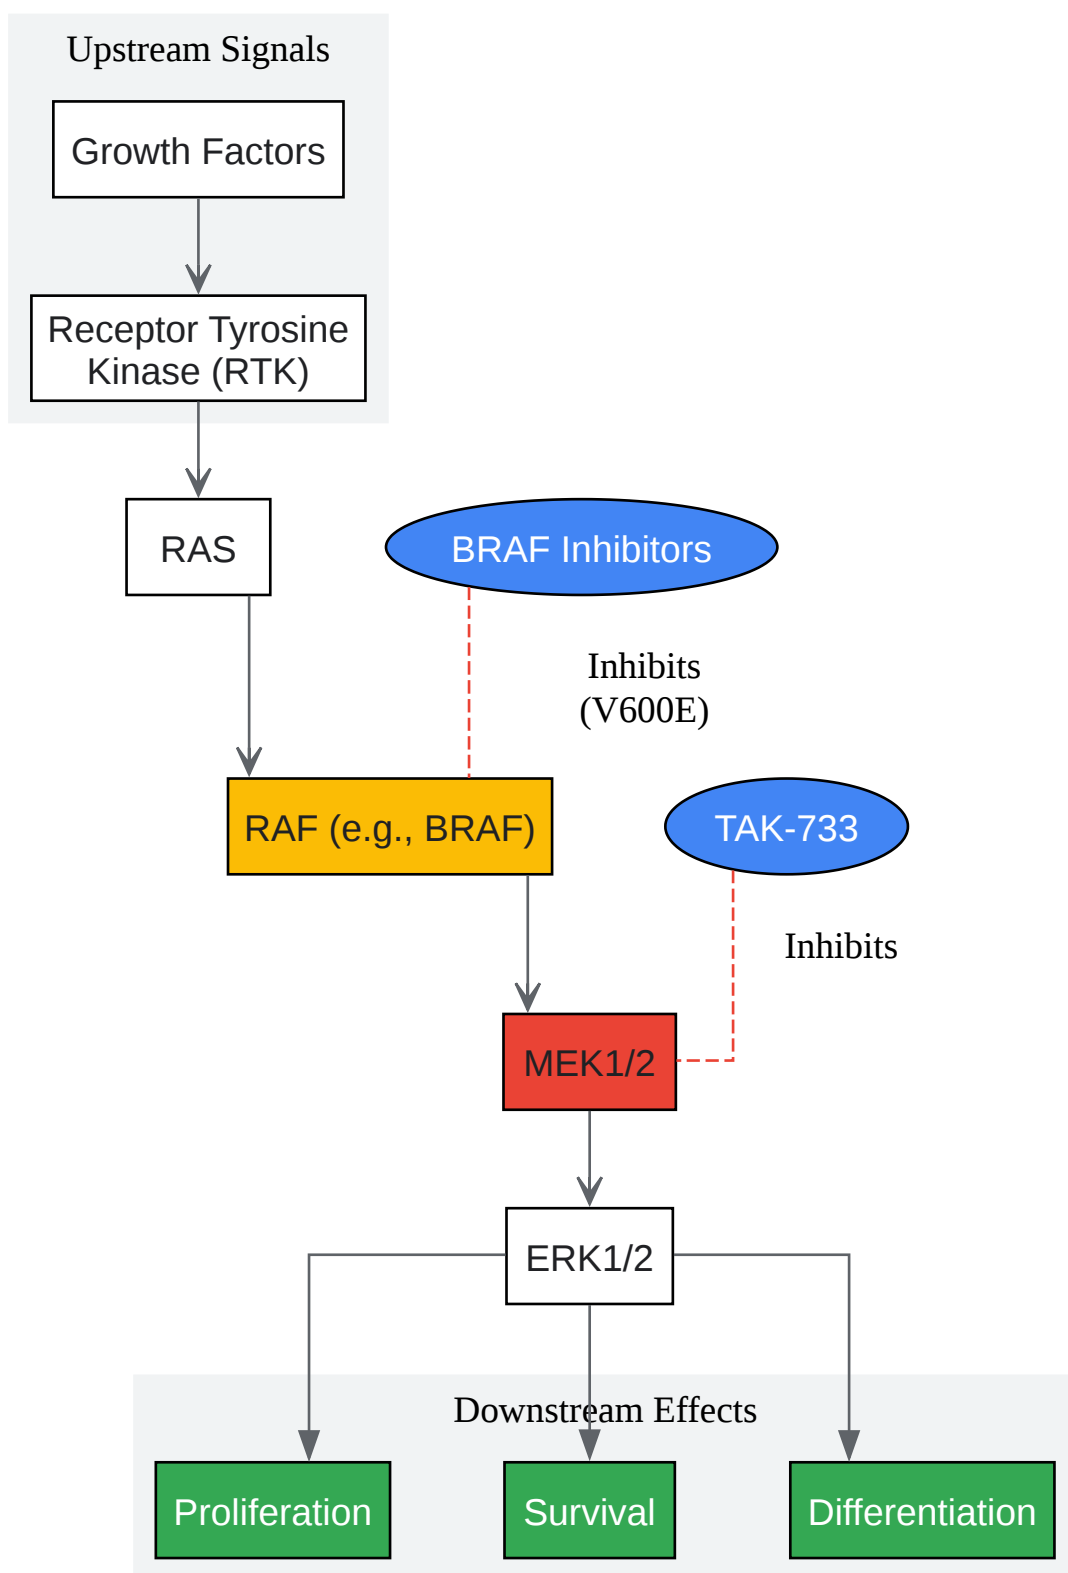 Upstream Signals
Growth Factors
Receptor Tyrosine
Kinase (RTK)
RAS
BRAF Inhibitors
Inhibits
(V600E)
RAF (e.g., BRAF)
TAK-733
Inhibits
MEK1/2
ERK1/2
Downstream Effects
Proliferation
Survival
Differentiation